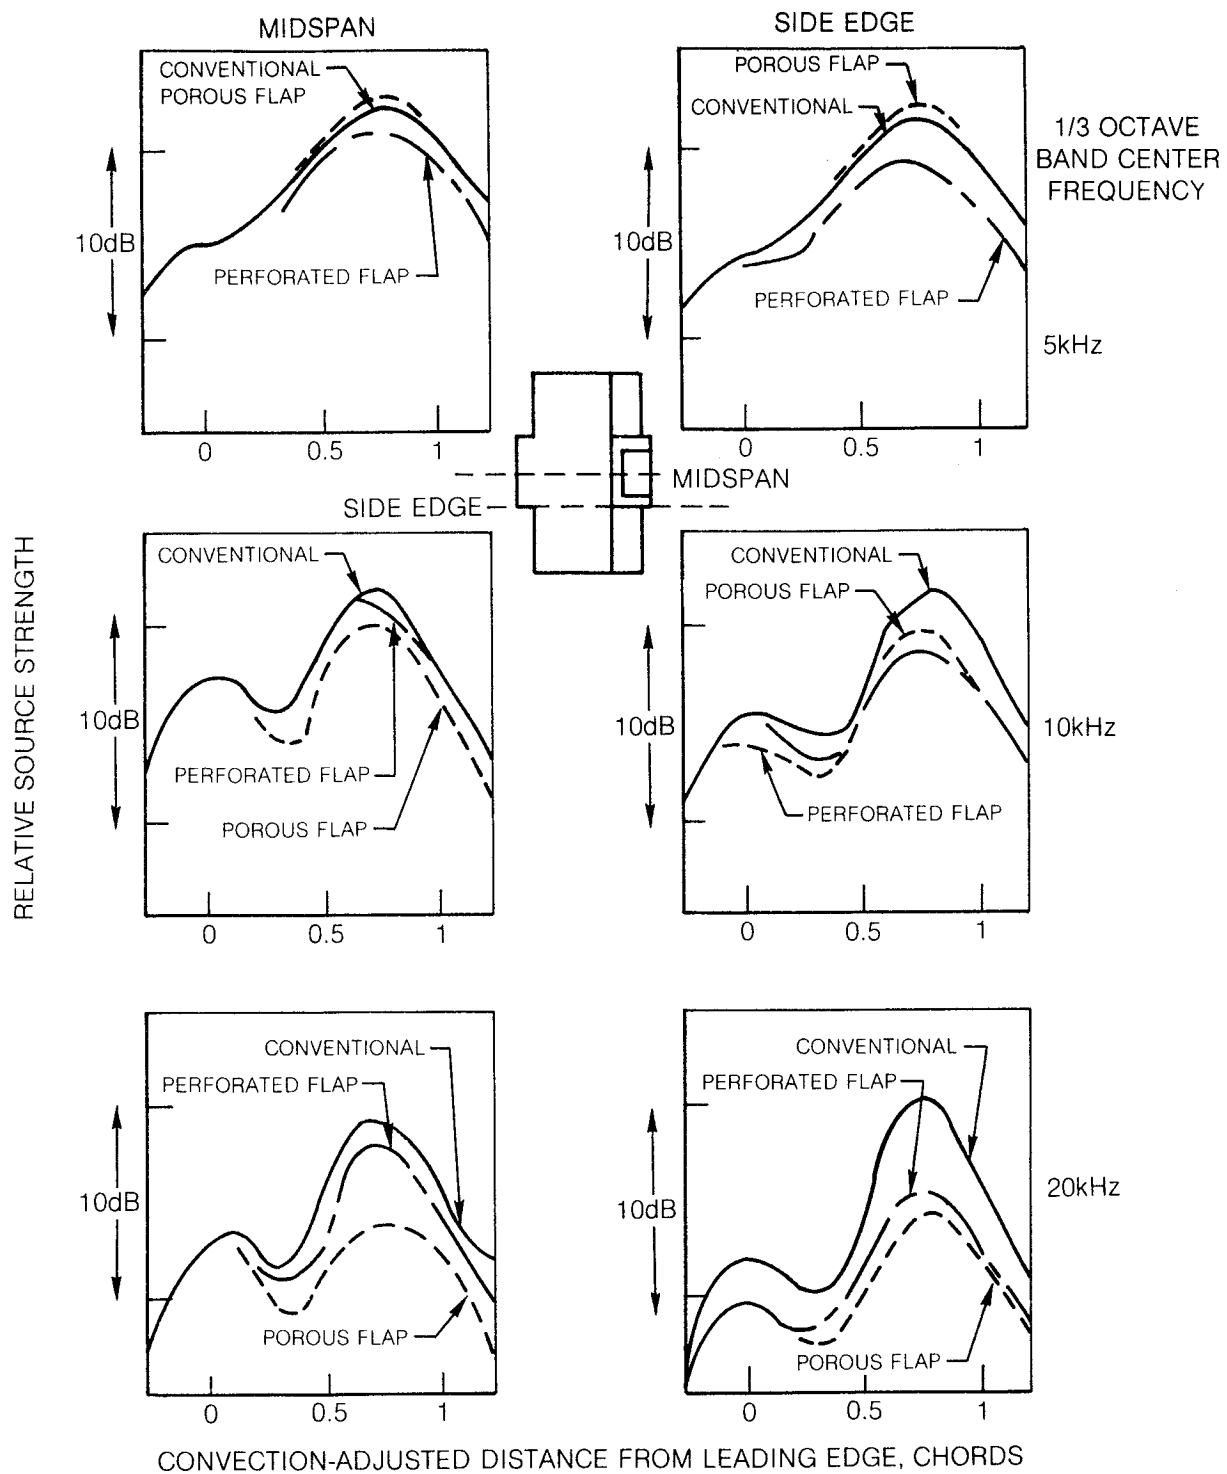 MIDSPAN
SIDE EDGE
CONVENTIONAL
POROUS FLAP
10dB
PERFORATED FLAP
0 0.5 1
POROUS FLAP
CONVENTIONAL
10dB
PERFORATED FLAP
0 0.5 1
1/3 OCTAVE
BAND CENTER
FREQUENCY
5kHz
MIDSPAN
SIDE EDGE
RELATIVE SOURCE STRENGTH
CONVENTIONAL
10dB
PERFORATED FLAP
POROUS FLAP
0 0.5 1
CONVENTIONAL
POROUS FLAP
10dB
PERFORATED FLAP
0 0.5 1
10kHz
CONVENTIONAL
PERFORATED FLAP
10dB
POROUS FLAP
0 0.5 1
CONVENTIONAL
PERFORATED FLAP
10dB
POROUS FLAP
0 0.5 1
20kHz
CONVECTION-ADJUSTED DISTANCE FROM LEADING EDGE, CHORDS